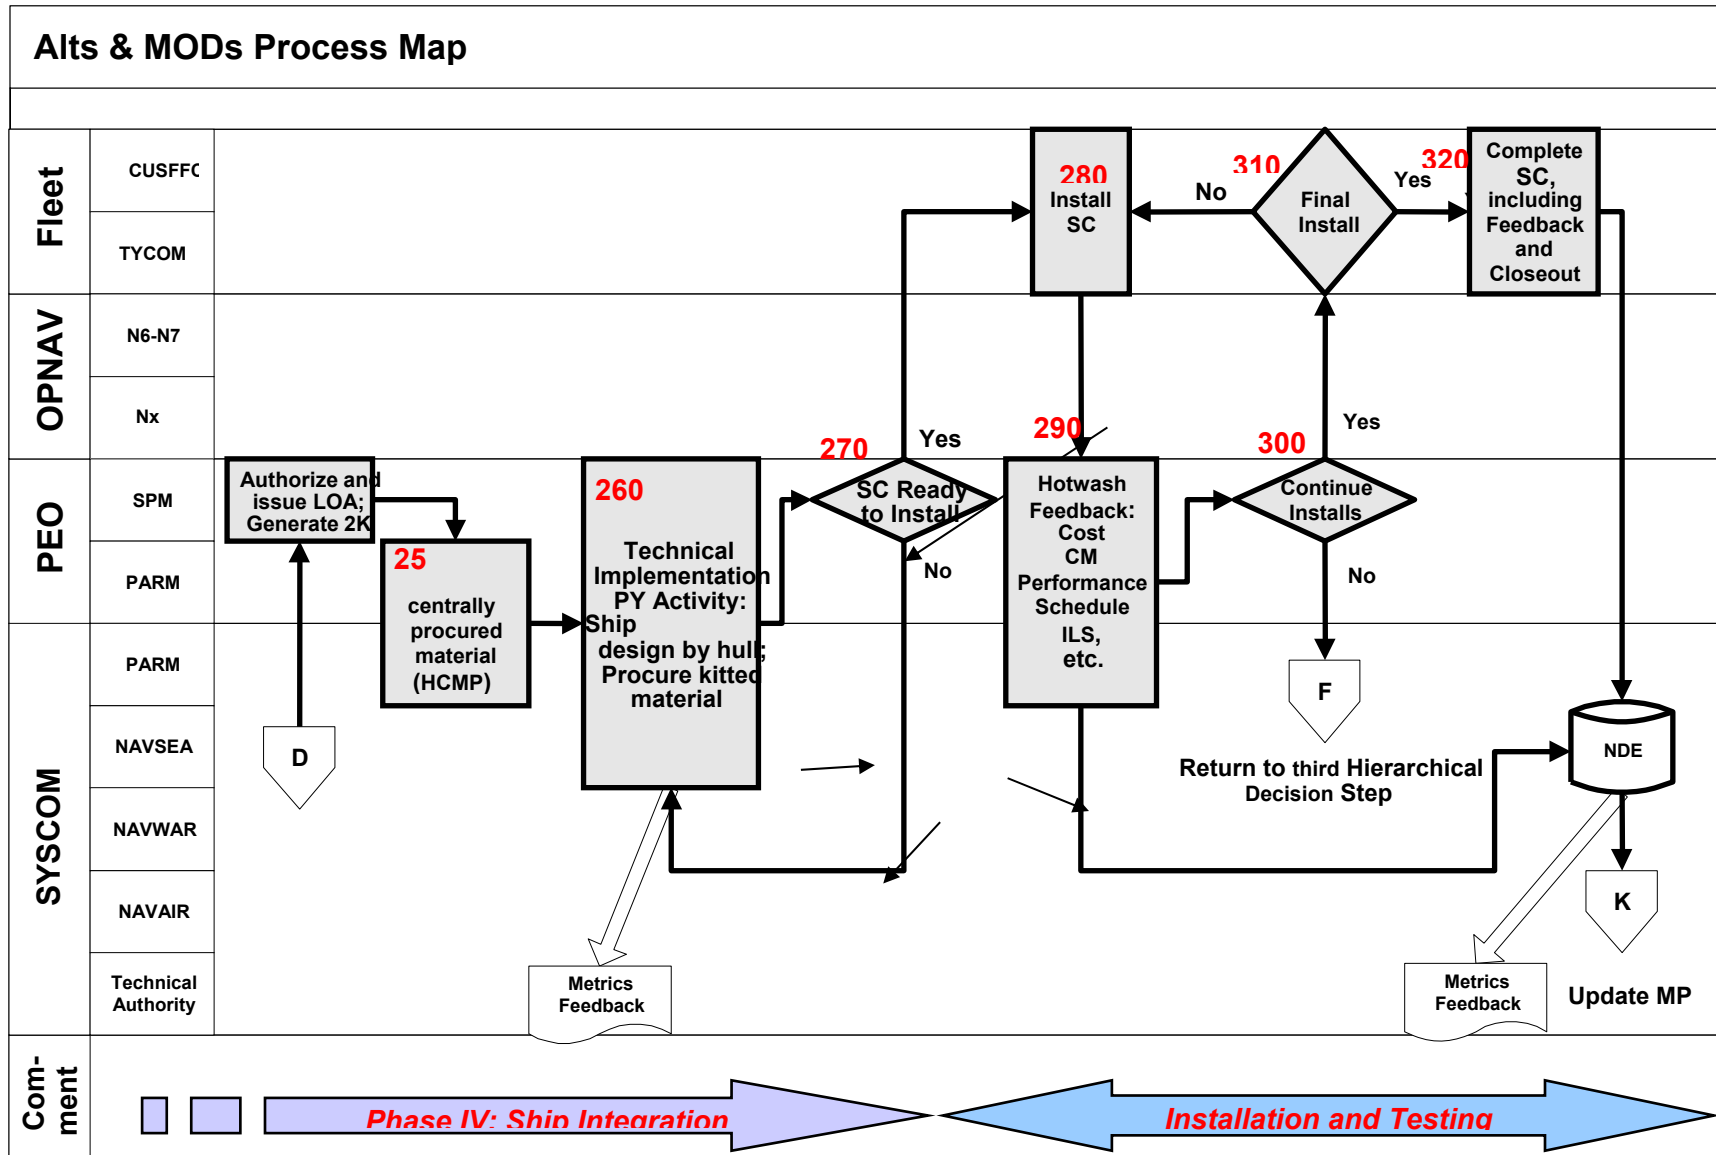 Alts & MODs Process Map
Fleet
CUSFFC
TYCOM
280
Install
SC
No
310
Final
Install
Yes
320
Complete
SC,
including
Feedback
and
Closeout
OPNAV
N6-N7
Nx
270
Yes
290
300
Yes
PEO
SPM
PARM
Authorize and
issue LOA;
Generate 2K
25
centrally
procured
material
(HCMP)
260
Technical
Implementation
PY Activity:
Ship
design by hull;
Procure kitted
material
SC Ready
to Install
No
Hotwash
Feedback:
Cost
CM
Performance
Schedule
ILS,
etc.
Continue
Installs
No
SYSCOM
PARM
NAVSEA
NAVWAR
NAVAIR
Technical
Authority
D
F
Return to third Hierarchical
Decision Step
NDE
K
Metrics
Feedback
Metrics
Feedback
Update MP
Com-
ment
Phase IV: Ship Integration
Installation and Testing